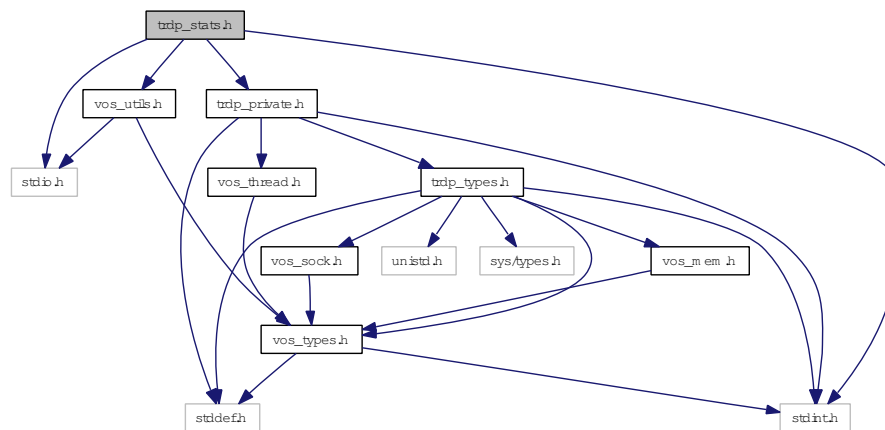 trdp_stats.h
vos_utils.h
trdp_private.h
stdio.h
vos_thread.h
trdp_types.h
vos_sock.h
unistd.h
sys/types.h
vos_mem.h
vos_types.h
stddef.h
stdint.h